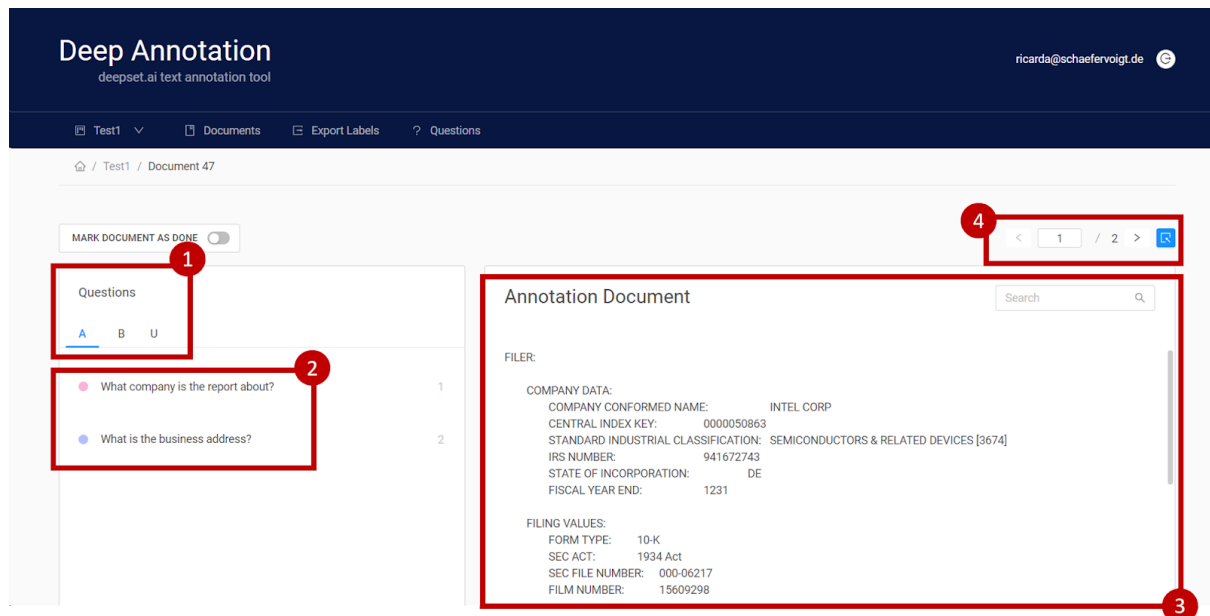 Deep Annotation
deepset.ai text annotation tool
ricarda@schaefervoigt.de
Test1 Documents Export Labels ? Questions
/ Test1 / Document 47
4
MARK DOCUMENT AS DONE
< 1 / 2 >
1
Questions
A B U
2
What company is the report about? 1
What is the business address? 2
Annotation Document Search
FILER:
COMPANY DATA:
COMPANY CONFORMED NAME: INTEL CORP
CENTRAL INDEX KEY: 0000050863
STANDARD INDUSTRIAL CLASSIFICATION: SEMICONDUCTORS & RELATED DEVICES [3674]
IRS NUMBER: 941672743
STATE OF INCORPORATION: DE
FISCAL YEAR END: 1231
FILING VALUES:
FORM TYPE: 10-K
SEC ACT: 1934 Act
SEC FILE NUMBER: 000-06217
FILM NUMBER: 15609298
3